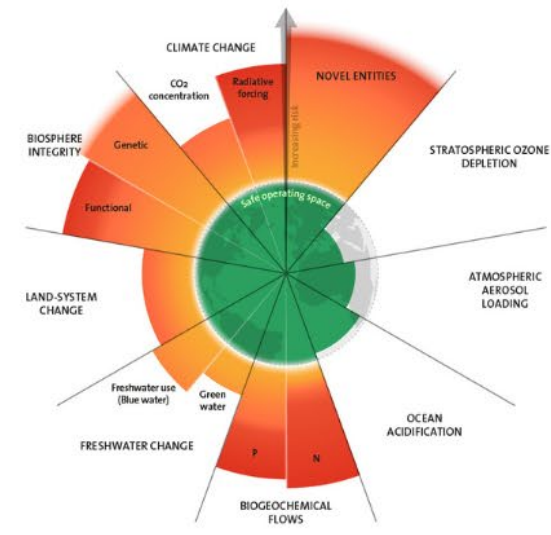 CLIMATE CHANGE
CO2
concentration
Radiative
forcing
Increasing risk
NOVEL ENTITIES
STRATOSPHERIC OZONE
DEPLETION
BIOSPHERE
INTEGRITY
Genetic
Functional
Safe operating space
ATMOSPHERIC
AEROSOL
LOADING
LAND-SYSTEM
CHANGE
Freshwater use
(Blue water)
Green
water
FRESHWATER CHANGE
OCEAN
ACIDIFICATION
P
N
BIOGEOCHEMICAL
FLOWS